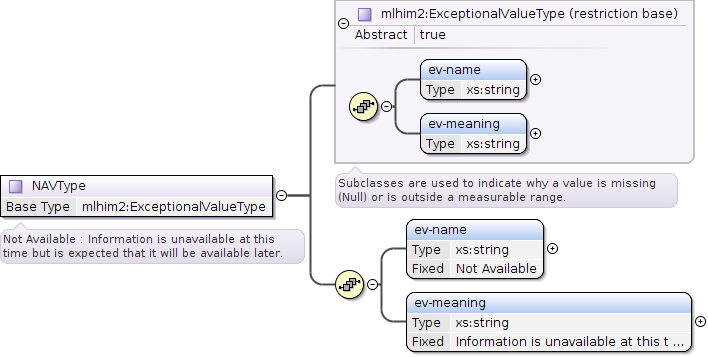 mlhim2:ExceptionalValueType (restriction base)
Abstract true
ev-name
Type xs:string
ev-meaning
Type xs:string
NAVType
Base Type mlhim2:ExceptionalValueType
Not Available : Information is unavailable at this
time but is expected that it will be available later.
Subclasses are used to indicate why a value is missing
(Null) or is outside a measurable range.
ev-name
Type xs:string
Fixed Not Available
ev-meaning
Type xs:string
Fixed Information is unavailable at this t ...